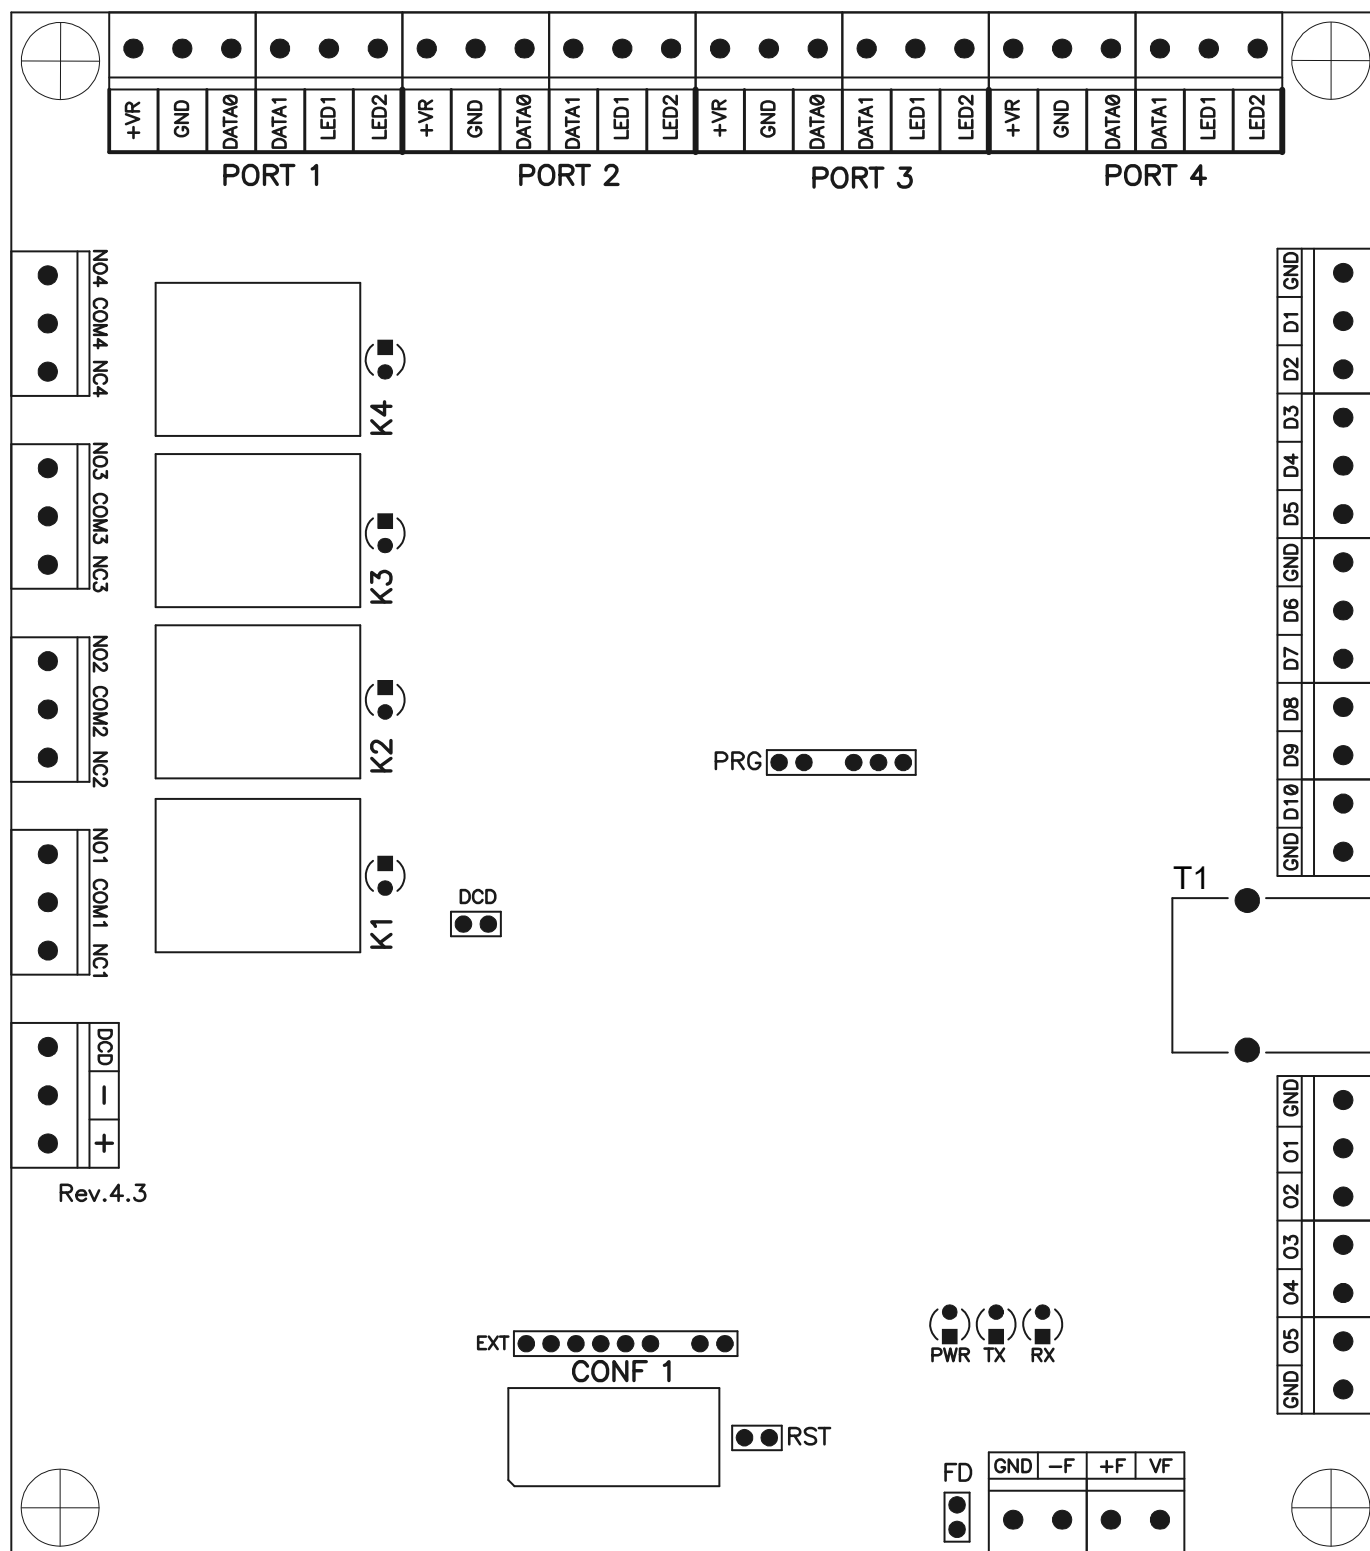 +VR GND DATA0 DATA1 LED1 LED2 +VR GND DATA0 DATA1 LED1 LED2 +VR GND DATA0 DATA1 LED1 LED2 +VR GND DATA0 DATA1 LED1 LED2
PORT 1 PORT 2 PORT 3 PORT 4
NO4 COM4 NC4
K4
NO3 COM3 NC3
K3
NO2 COM2 NC2
K2
NO1 COM1 NC1
K1
DCD
DCD
−
+
Rev.4.3
PRG
GND
D1
D2
D3
D4
D5
GND
D6
D7
D8
D9
D10
GND
T1
GND
O1
O2
O3
O4
O5
GND
EXT
CONF 1
RST
PWR TX RX
FD
GND −F +F VF